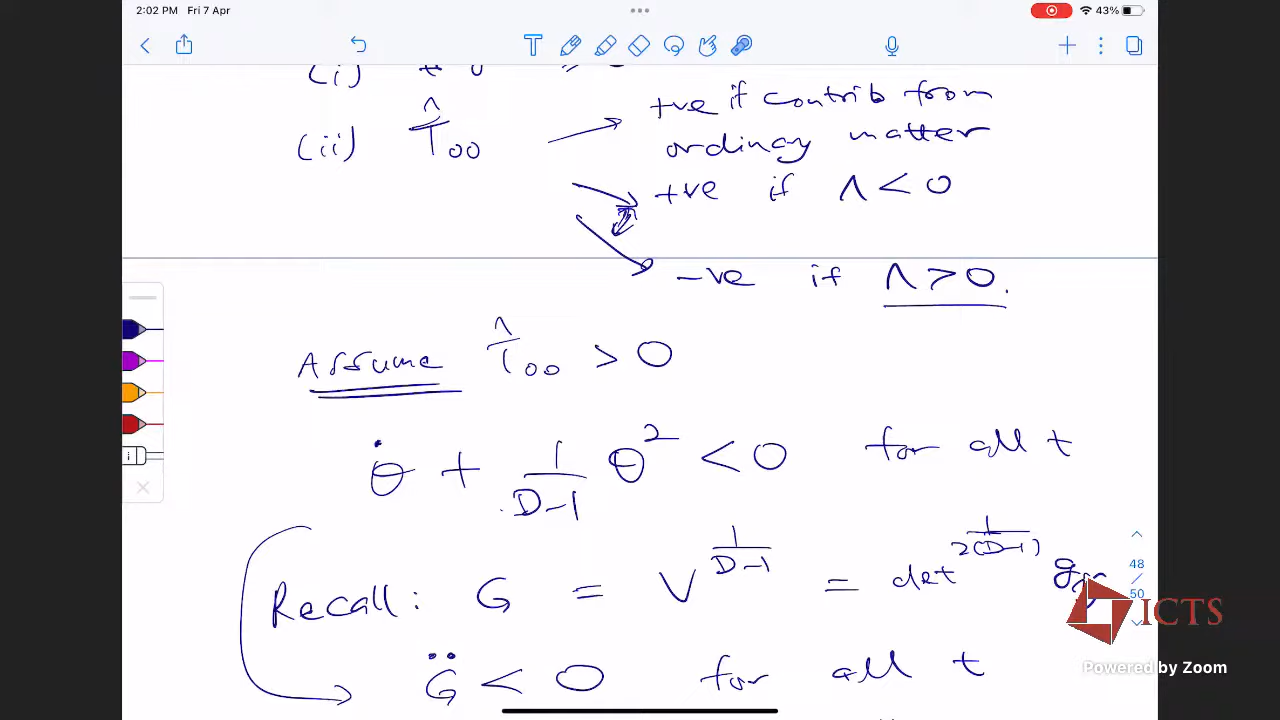 2:02 PM Fri 7 Apr
43%
(i)
(ii) T̂₀₀ → +ve if contrib from
ordinary matter
+ve if Λ < 0
-ve if Λ > 0.
Assume T̂₀₀ > 0
θ̇ + 1/(D-1) θ² < 0 for all t
Recall: G = V^(1/(D-1)) = det^(1/(2(D-1))) gij
G̈ < 0 for all t
48
/
50
ICTS
Powered by Zoom